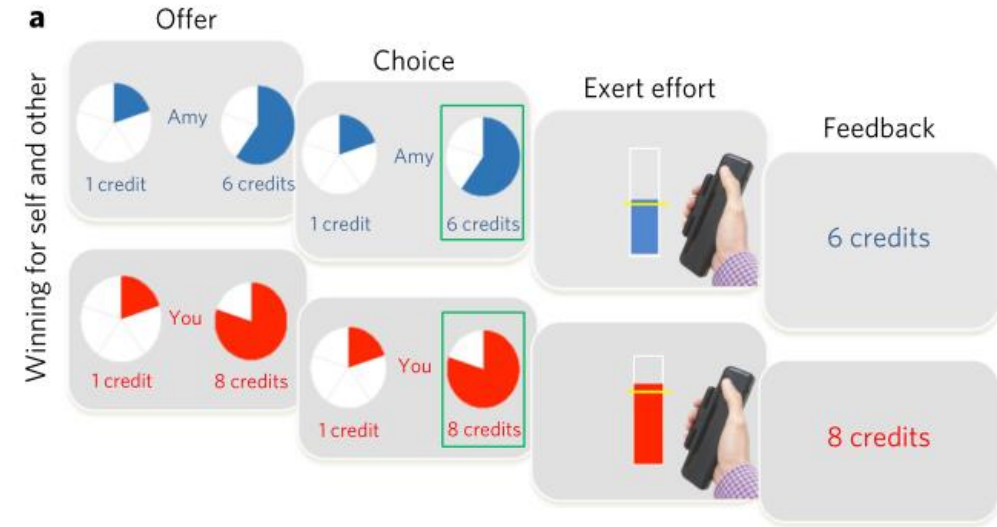 a
Offer
Choice
Exert effort
Feedback
Winning for self and other
Amy
1 credit
6 credits
Amy
1 credit
6 credits
6 credits
You
1 credit
8 credits
You
1 credit
8 credits
8 credits